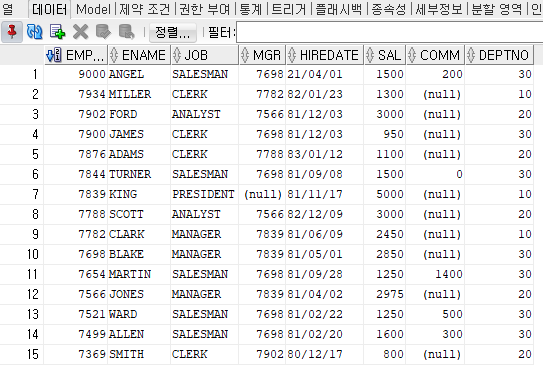 열 데이터 Model 제약 조건 권한 부여 통계 트리거 플래시백 종속성 세부정보 분할 영역 인
정렬... 필터:
EMP... ENAME JOB MGR HIREDATE SAL COMM DEPTNO
1 9000 ANGEL SALESMAN 7698 21/04/01 1500 200 30
2 7934 MILLER CLERK 7782 82/01/23 1300 (null) 10
3 7902 FORD ANALYST 7566 81/12/03 3000 (null) 20
4 7900 JAMES CLERK 7698 81/12/03 950 (null) 30
5 7876 ADAMS CLERK 7788 83/01/12 1100 (null) 20
6 7844 TURNER SALESMAN 7698 81/09/08 1500 0 30
7 7839 KING PRESIDENT (null) 81/11/17 5000 (null) 10
8 7788 SCOTT ANALYST 7566 82/12/09 3000 (null) 20
9 7782 CLARK MANAGER 7839 81/06/09 2450 (null) 10
10 7698 BLAKE MANAGER 7839 81/05/01 2850 (null) 30
11 7654 MARTIN SALESMAN 7698 81/09/28 1250 1400 30
12 7566 JONES MANAGER 7839 81/04/02 2975 (null) 20
13 7521 WARD SALESMAN 7698 81/02/22 1250 500 30
14 7499 ALLEN SALESMAN 7698 81/02/20 1600 300 30
15 7369 SMITH CLERK 7902 80/12/17 800 (null) 20